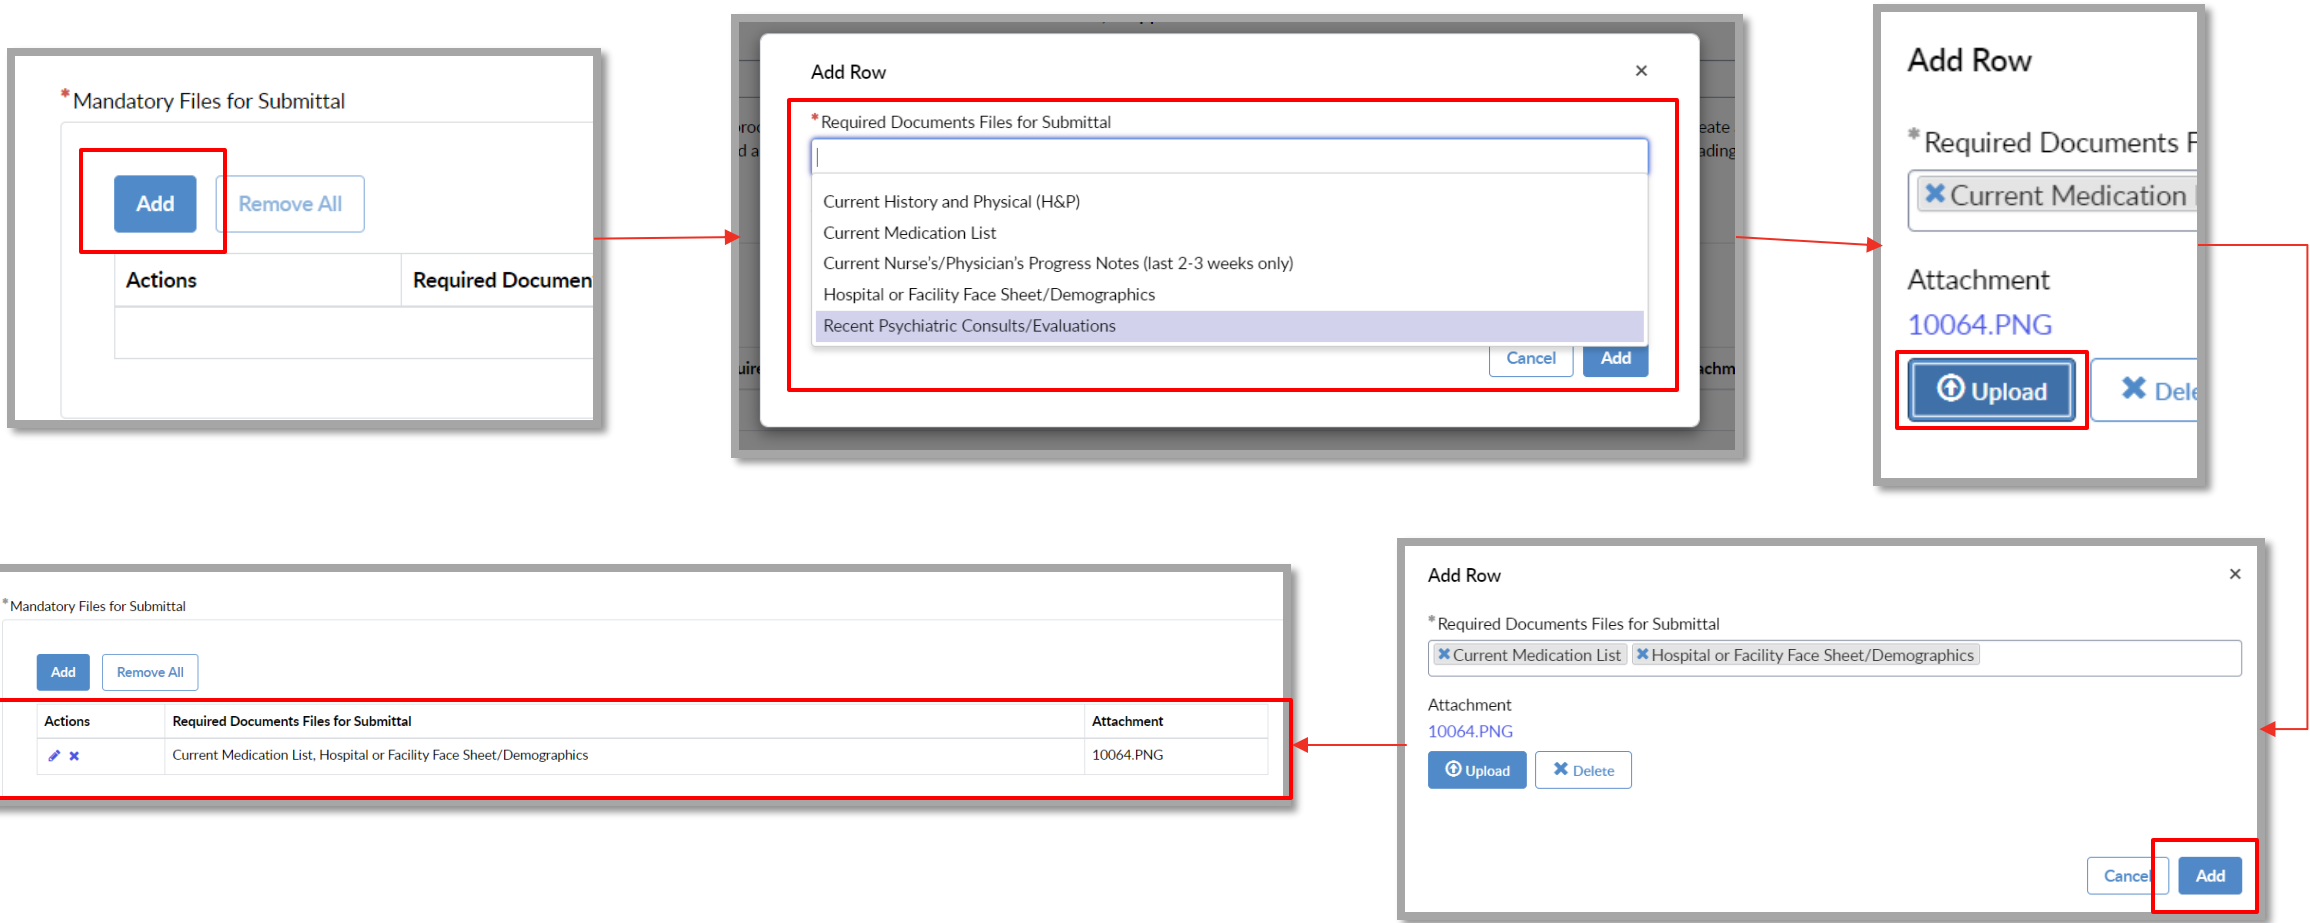 *Mandatory Files for Submittal
Add
Remove All
Actions
Required Documen
Add Row
×
*Required Documents Files for Submittal
Current History and Physical (H&P)
Current Medication List
Current Nurse's/Physician's Progress Notes (last 2-3 weeks only)
Hospital or Facility Face Sheet/Demographics
Recent Psychiatric Consults/Evaluations
Cancel
Add
eate
ading
achm
Add Row
*Required Documents F
Current Medication
Attachment
10064.PNG
Upload
Dele
*Mandatory Files for Submittal
Add
Remove All
Actions
Required Documents Files for Submittal
Attachment
Current Medication List, Hospital or Facility Face Sheet/Demographics
10064.PNG
Add Row
×
*Required Documents Files for Submittal
Current Medication List
Hospital or Facility Face Sheet/Demographics
Attachment
10064.PNG
Upload
Delete
Cancel
Add